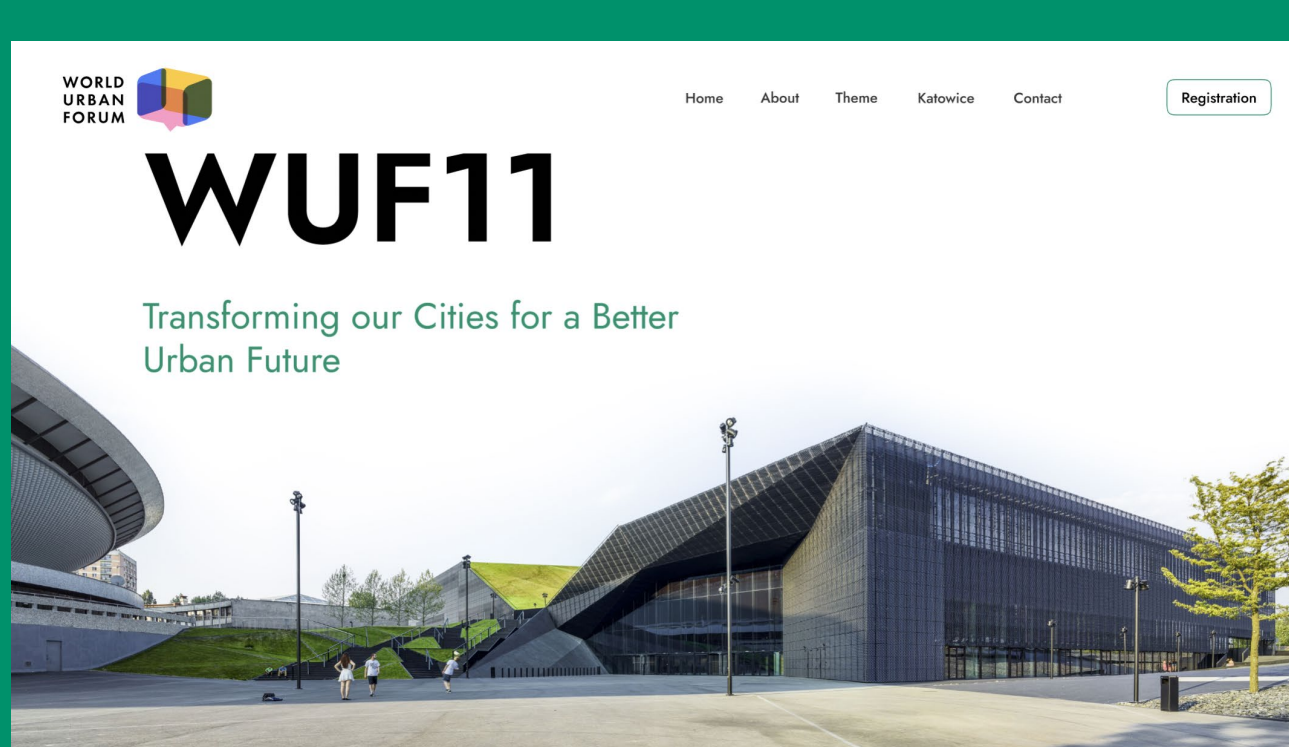 WORLD
URBAN
FORUM
Home About Theme Katowice Contact Registration
WUF11
Transforming our Cities for a Better
Urban Future